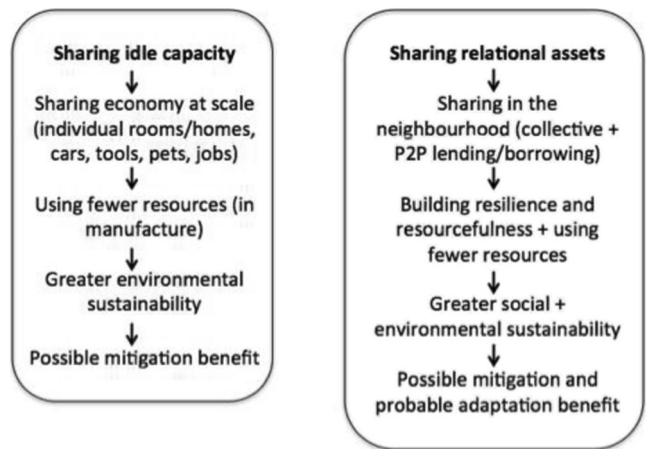 Sharing idle capacity
↓
Sharing economy at scale
(individual rooms/homes,
cars, tools, pets, jobs)
↓
Using fewer resources (in
manufacture)
↓
Greater environmental
sustainability
↓
Possible mitigation benefit
Sharing relational assets
↓
Sharing in the
neighbourhood (collective +
P2P lending/borrowing)
↓
Building resilience and
resourcefulness + using
fewer resources
↓
Greater social +
environmental sustainability
↓
Possible mitigation and
probable adaptation benefit